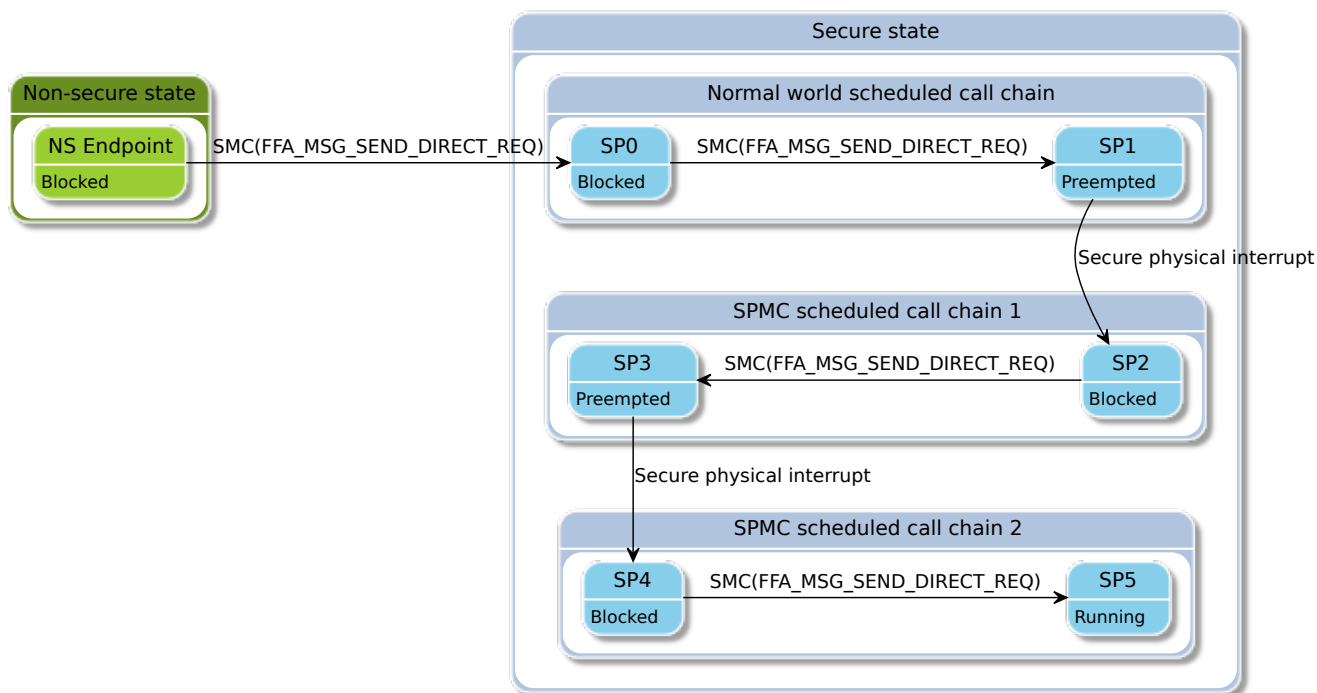 Secure state
Non-secure state
Normal world scheduled call chain
NS Endpoint
Blocked
SMC(FFA_MSG_SEND_DIRECT_REQ)
SP0
Blocked
SMC(FFA_MSG_SEND_DIRECT_REQ)
SP1
Preempted
Secure physical interrupt
SPMC scheduled call chain 1
SP3
Preempted
SMC(FFA_MSG_SEND_DIRECT_REQ)
SP2
Blocked
Secure physical interrupt
SPMC scheduled call chain 2
SP4
Blocked
SMC(FFA_MSG_SEND_DIRECT_REQ)
SP5
Running